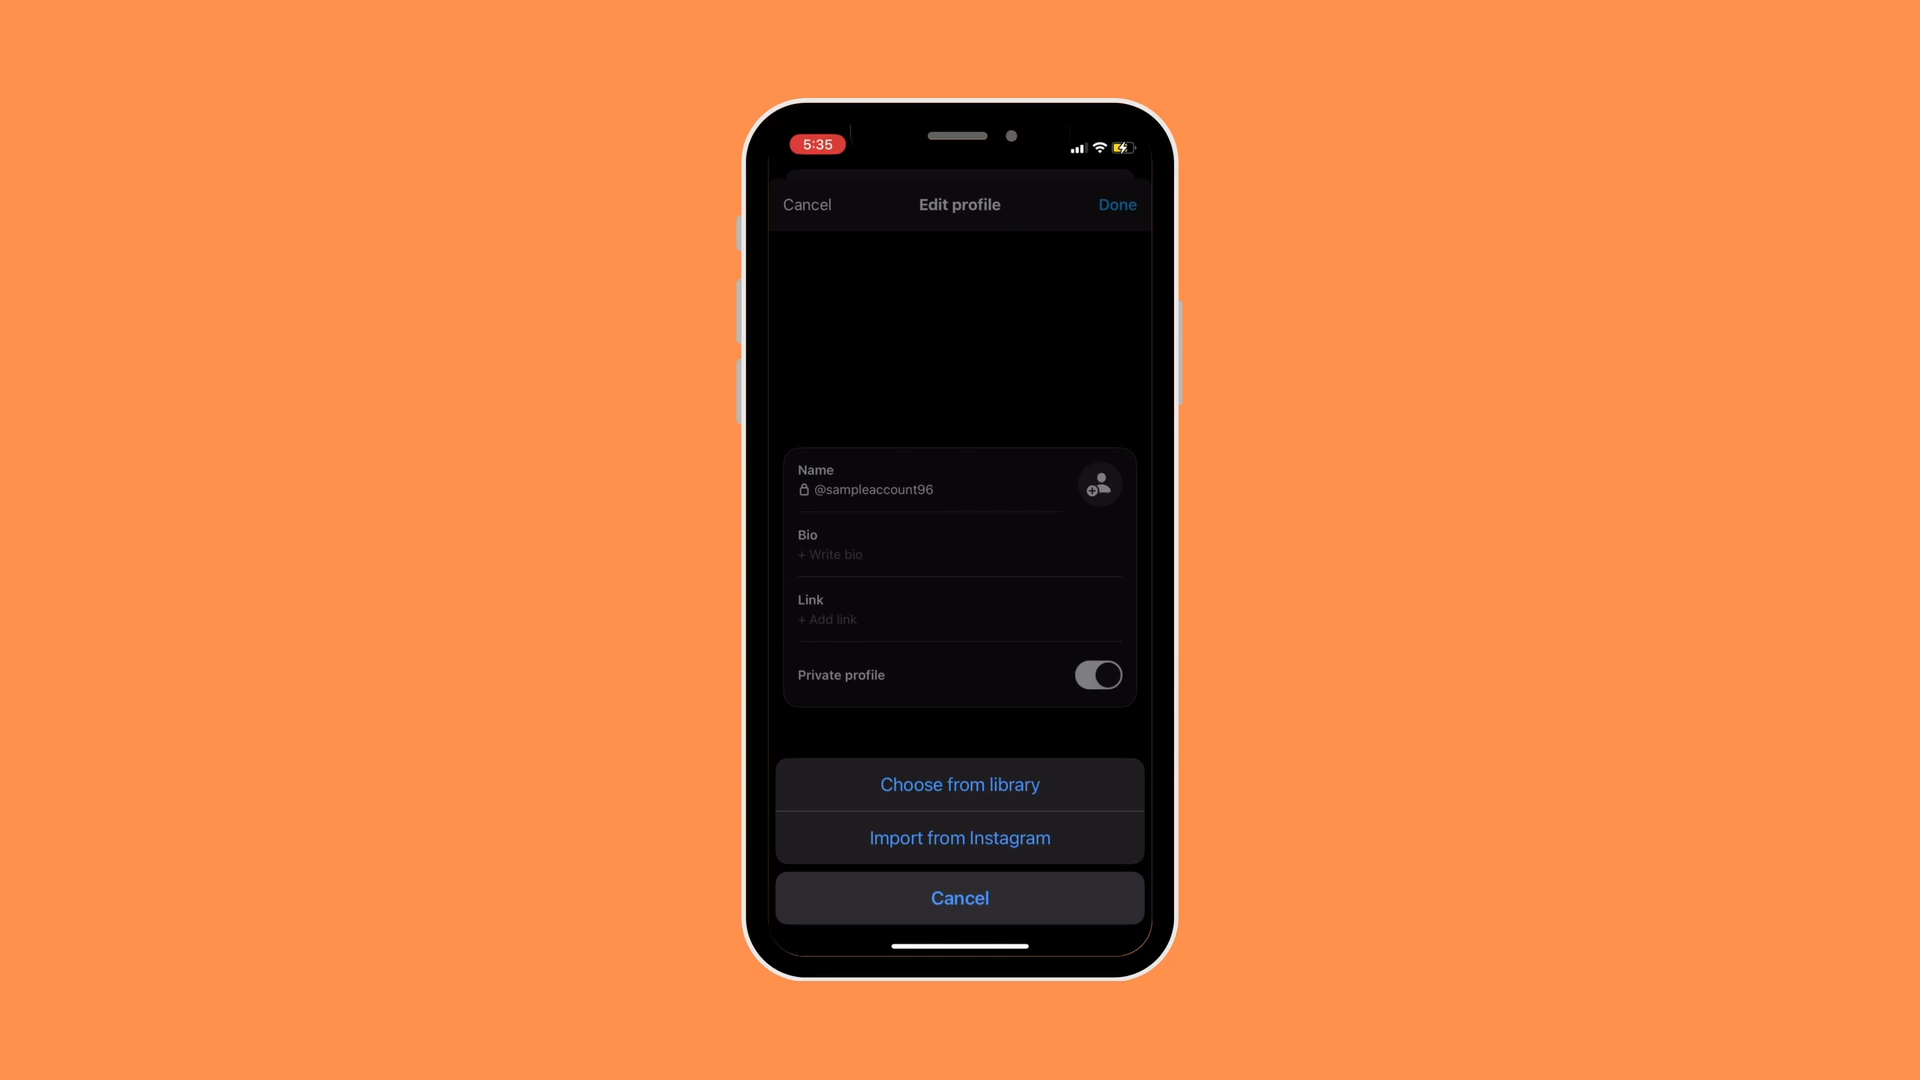 5:35
Cancel
Edit profile
Done
Name
@sampleaccount96
Bio
+ Write bio
Link
+ Add link
Private profile
Choose from library
Import from Instagram
Cancel